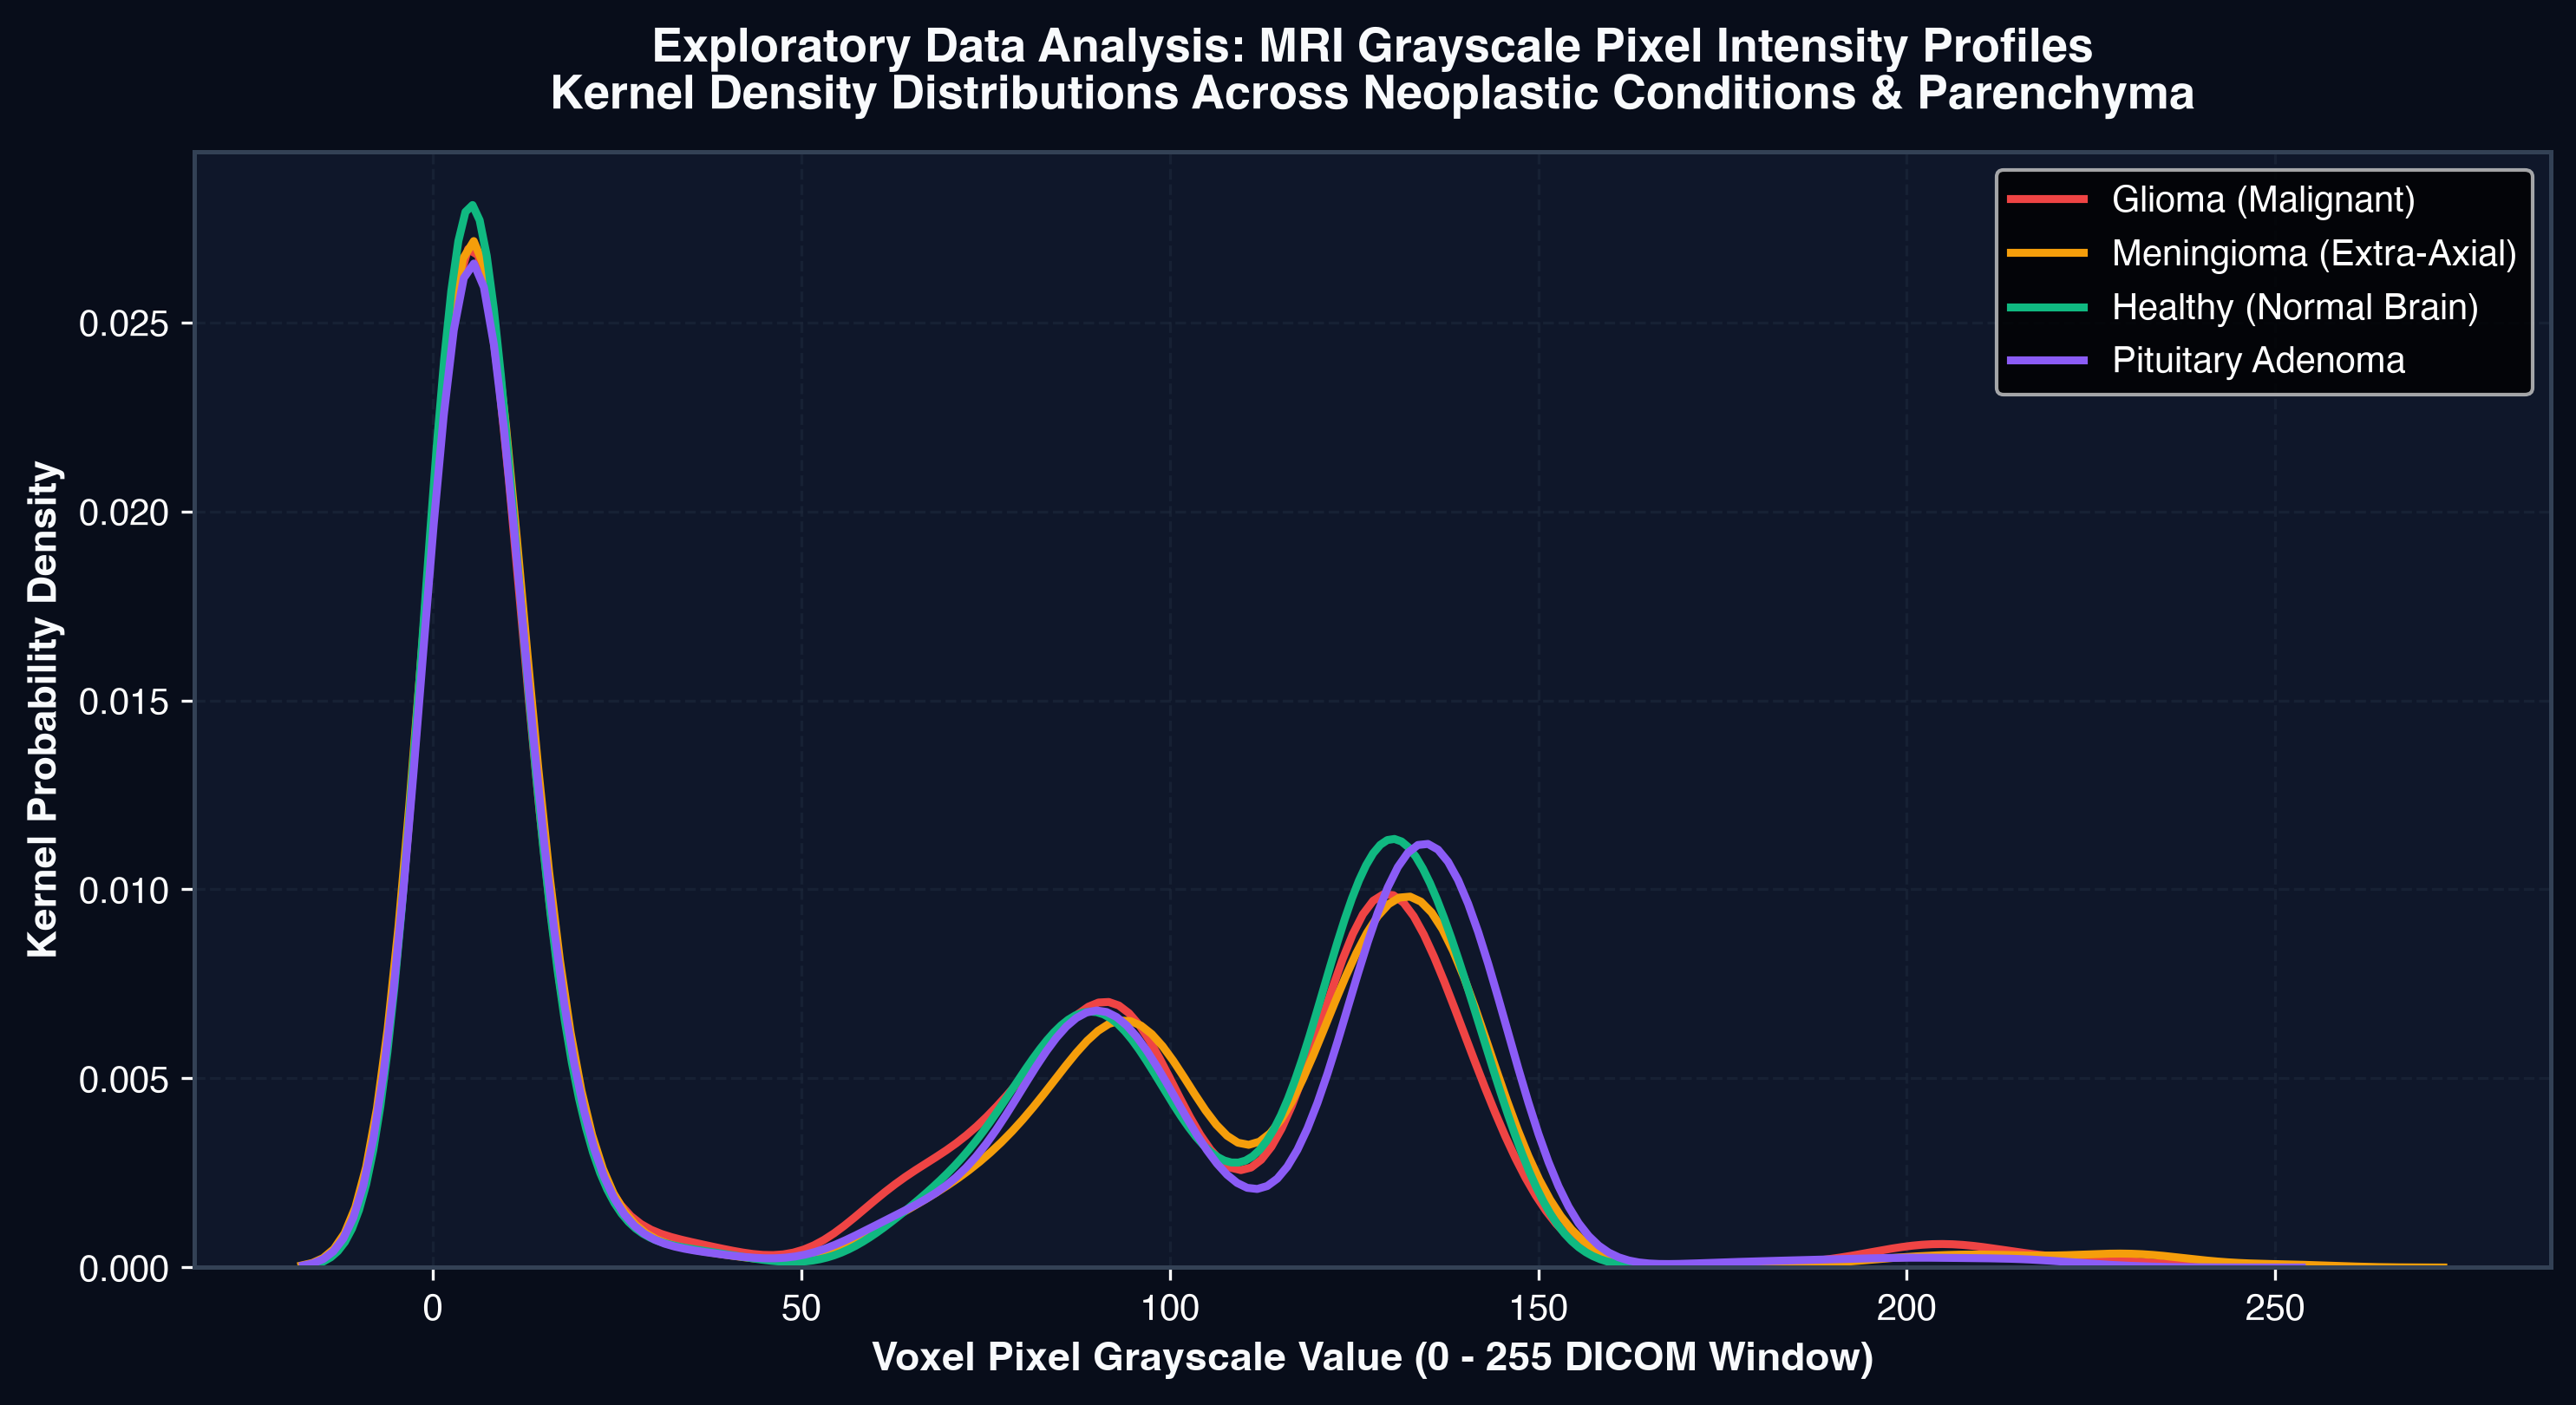 Exploratory Data Analysis: MRI Grayscale Pixel Intensity Profiles
Kernel Density Distributions Across Neoplastic Conditions & Parenchyma
Glioma (Malignant)
Meningioma (Extra-Axial)
Healthy (Normal Brain)
Pituitary Adenoma
Kernel Probability Density
0.025
0.020
0.015
0.010
0.005
0.000
0
50
100
150
200
250
Voxel Pixel Grayscale Value (0 - 255 DICOM Window)